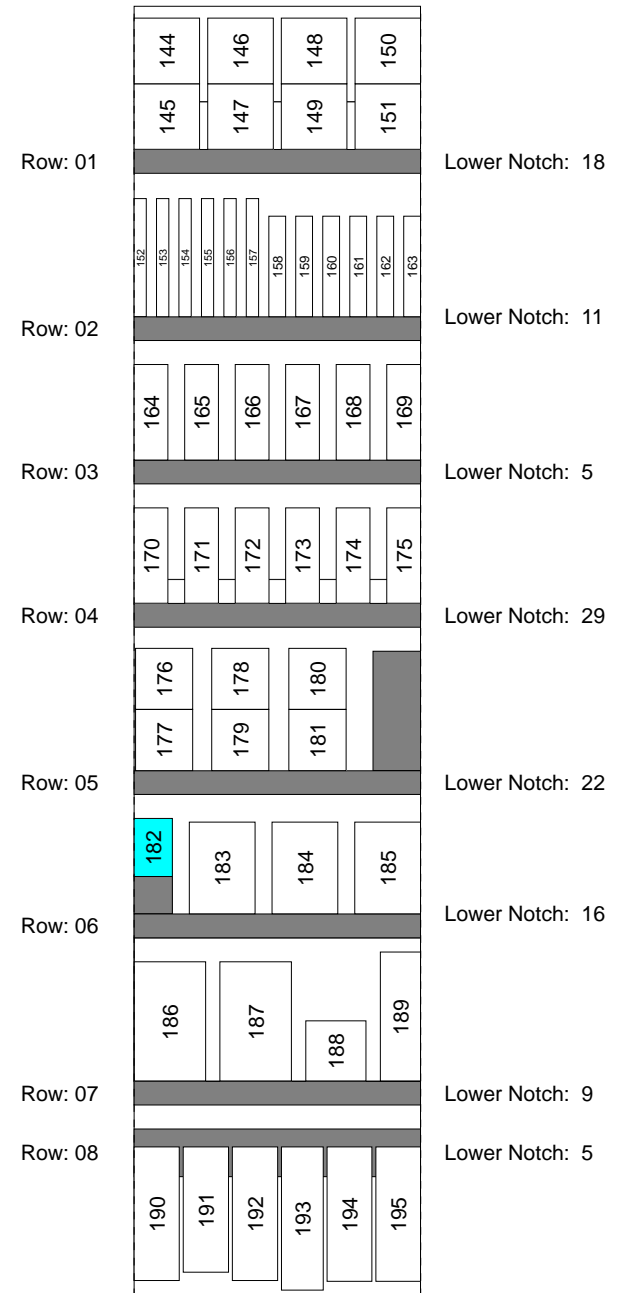 144 146 148 150
145 147 149 151
Row: 01 Lower Notch: 18
152 153 154 155 156 157 158 159 160 161 162 163
Row: 02 Lower Notch: 11
164 165 166 167 168 169
Row: 03 Lower Notch: 5
170 171 172 173 174 175
Row: 04 Lower Notch: 29
176 178 180
177 179 181
Row: 05 Lower Notch: 22
182 183 184 185
Row: 06 Lower Notch: 16
186 187 188 189
Row: 07 Lower Notch: 9
Row: 08 Lower Notch: 5
190 191 192 193 194 195